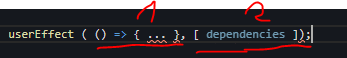 1 2
userEffect ( () => { ... }, [ dependencies ]);